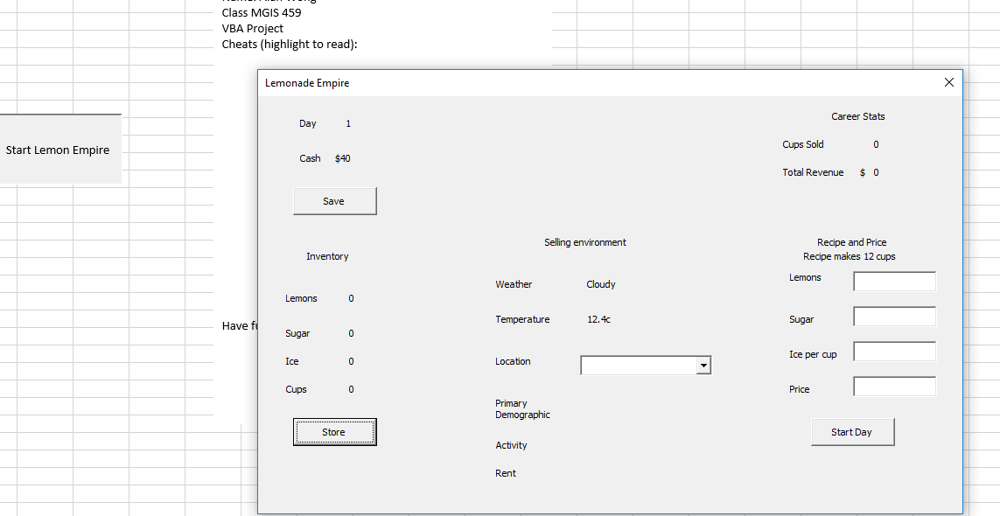 Class MGIS 459
VBA Project
Cheats (highlight to read):
Start Lemon Empire
Lemonade Empire
Day 1
Cash $40
Save
Career Stats
Cups Sold 0
Total Revenue $ 0
Inventory
Lemons 0
Sugar 0
Ice 0
Cups 0
Store
Selling environment
Weather Cloudy
Temperature 12.4c
Location
Primary
Demographic
Activity
Rent
Recipe and Price
Recipe makes 12 cups
Lemons
Sugar
Ice per cup
Price
Start Day
Have